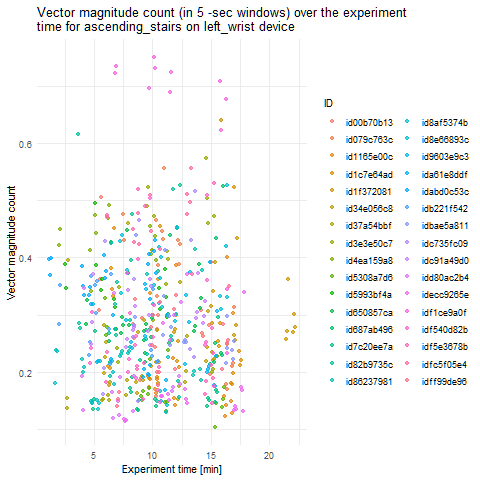 Vector magnitude count (in 5 -sec windows) over the experiment
time for ascending_stairs on left_wrist device
Vector magnitude count
0.6
0.4
0.2
5
10
15
20
Experiment time [min]
ID
id00b70b13
id079c763c
id1165e00c
id1c7e64ad
id1f372081
id34e056c8
id37a54bbf
id3e3e50c7
id4ea159a8
id5308a7d6
id5993bf4a
id650857ca
id687ab496
id7c20ee7a
id82b9735c
id86237981
id8af5374b
id8e66893c
id9603e9c3
ida61e8ddf
idabd0c53c
idb221f542
idbae5a811
idc735fc09
idc91a49d0
idd80ac2b4
idecc9265e
idf1ce9a0f
idf540d82b
idf5e3678b
idfc5f05e4
idff99de96